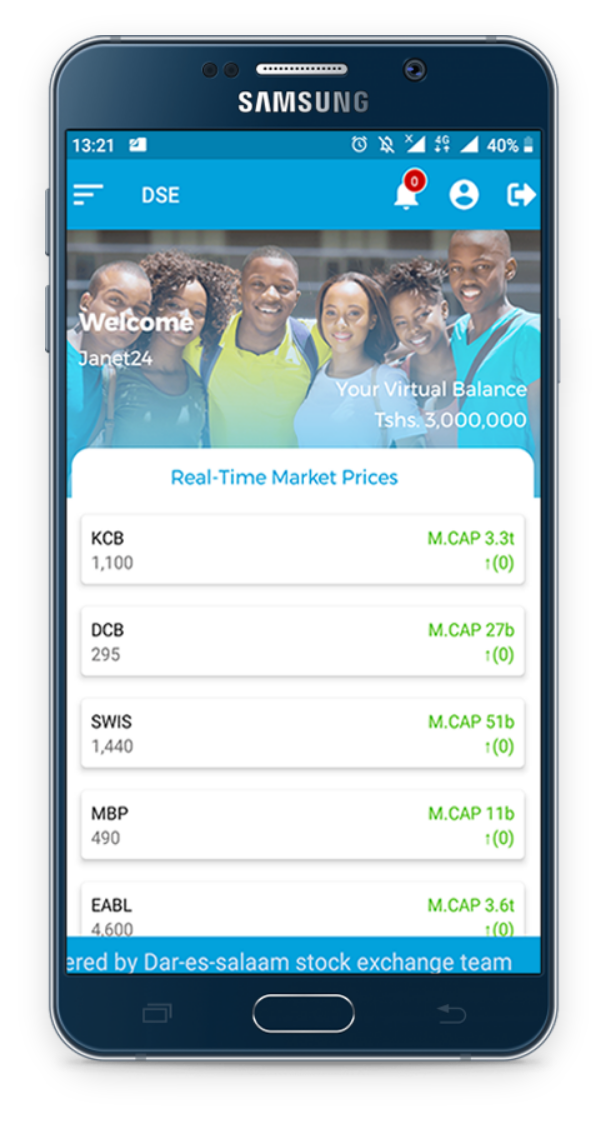 SAMSUNG
13:21 4G 40%
DSE 0
Welcome
Janet24
Your Virtual Balance
Tshs. 3,000,000
Real-Time Market Prices
KCB M.CAP 3.3t
1,100 ↑(0)
DCB M.CAP 27b
295 ↑(0)
SWIS M.CAP 51b
1,440 ↑(0)
MBP M.CAP 11b
490 ↑(0)
EABL M.CAP 3.6t
4,600 ↑(0)
ered by Dar-es-salaam stock exchange team